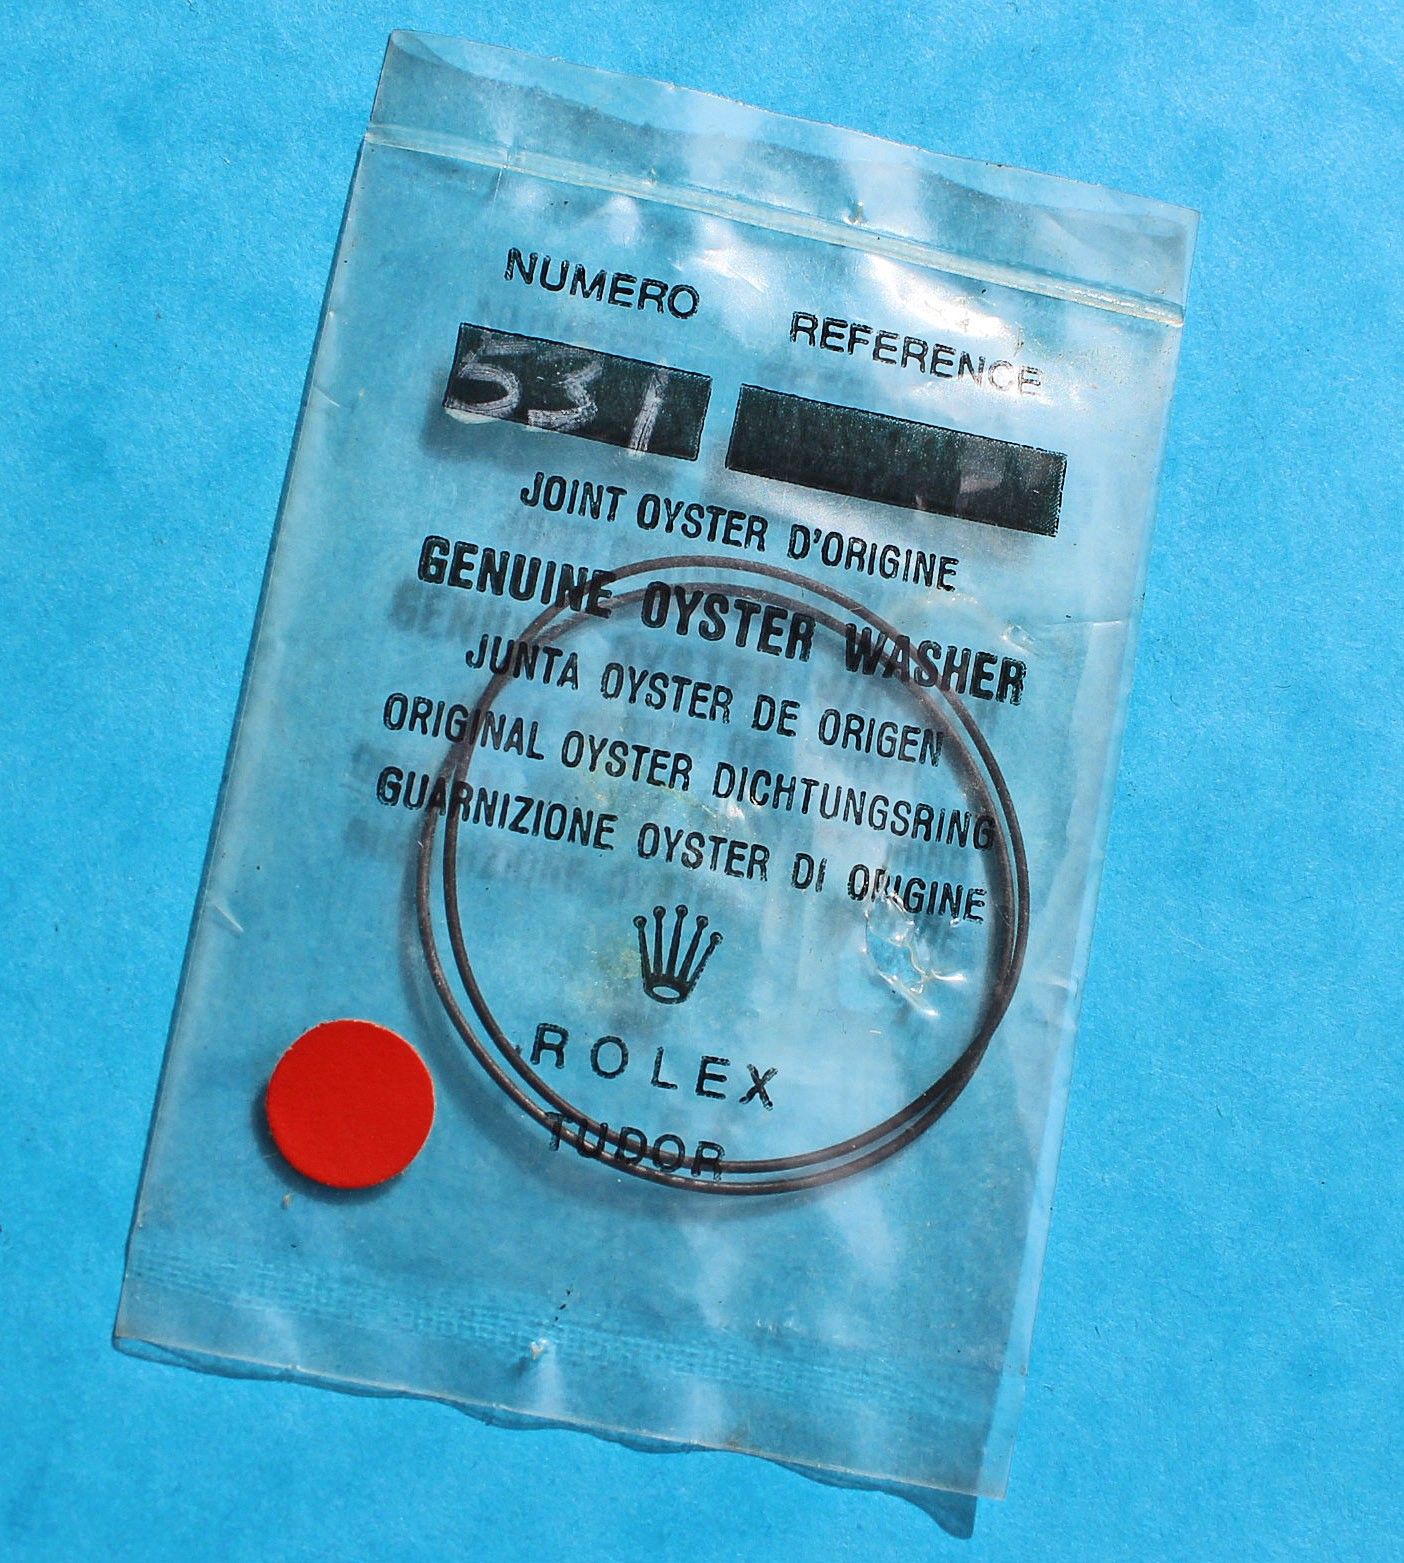 NUMERO REFERENCE
531
JOINT OYSTER D'ORIGINE
GENUINE OYSTER WASHER
JUNTA OYSTER DE ORIGEN
ORIGINAL OYSTER DICHTUNGSRING
GUARNIZIONE OYSTER DI ORIGINE
ROLEX
TUDOR